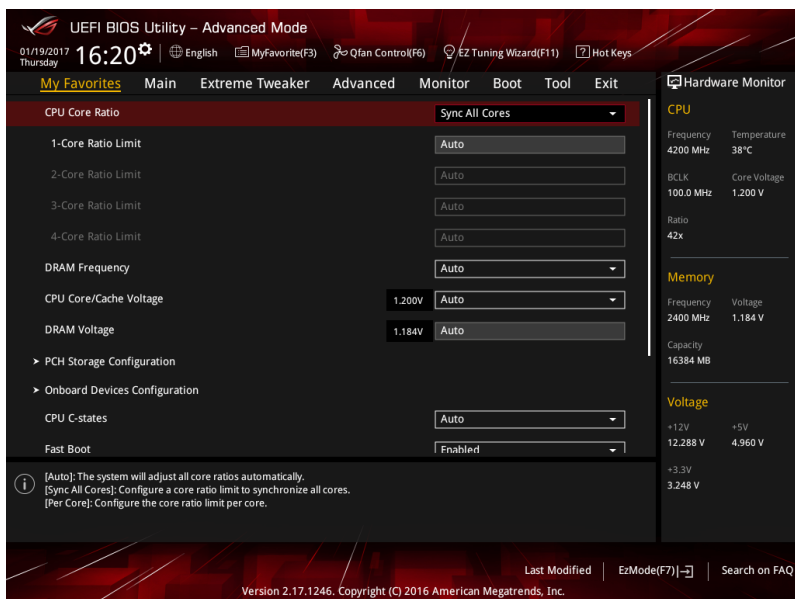 UEFI BIOS Utility – Advanced Mode
01/19/2017 Thursday 16:20 English MyFavorite(F3) Qfan Control(F6) EZ Tuning Wizard(F11) ? Hot Keys
My Favorites Main Extreme Tweaker Advanced Monitor Boot Tool Exit
CPU Core Ratio Sync All Cores
1-Core Ratio Limit Auto
2-Core Ratio Limit Auto
3-Core Ratio Limit Auto
4-Core Ratio Limit Auto
DRAM Frequency Auto
CPU Core/Cache Voltage 1.200V Auto
DRAM Voltage 1.184V Auto
> PCH Storage Configuration
> Onboard Devices Configuration
CPU C-states Auto
Fast Boot Enabled
[Auto]: The system will adjust all core ratios automatically.
[Sync All Cores]: Configure a core ratio limit to synchronize all cores.
[Per Core]: Configure the core ratio limit per core.
Hardware Monitor
CPU
Frequency Temperature
4200 MHz 38°C
BCLK Core Voltage
100.0 MHz 1.200 V
Ratio
42x
Memory
Frequency Voltage
2400 MHz 1.184 V
Capacity
16384 MB
Voltage
+12V +5V
12.288 V 4.960 V
+3.3V
3.248 V
Last Modified EzMode(F7) Search on FAQ
Version 2.17.1246. Copyright (C) 2016 American Megatrends, Inc.